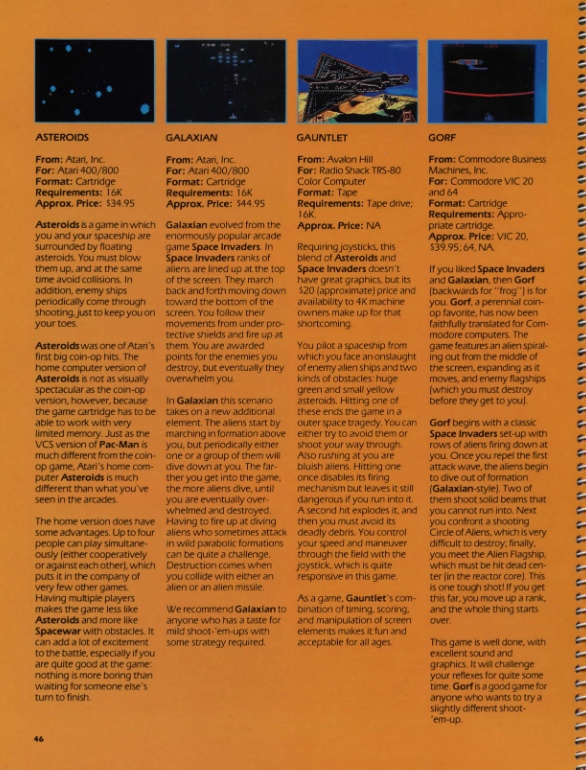 ASTEROIDS
From: Atari, Inc.
For: Atari 400/800
Format: Cartridge
Requirements: 16K
Approx. Price: $34.95
Asteroids is a game in which
you and your spaceship are
surrounded by floating
asteroids. You must blow
them up, and at the same
time avoid collisions. In
addition, enemy ships
periodically come through
shooting, just to keep you on
your toes.
Asteroids was one of Atari's
first big coin-op hits. The
home computer version of
Asteroids is not as visually
spectacular as the coin-op
version, however, because
the game cartridge has to be
able to work with very
limited memory. Just as the
VCS version of Pac-Man is
much different from the coin-
op game, Atari's home com-
puter Asteroids is much
different than what you've
seen in the arcades.
The home version does have
some advantages. Up to four
people can play simultane-
ously (either cooperatively
or against each other), which
puts it in the company of
very few other games.
Having multiple players
makes the game less like
Asteroids and more like
Spacewar with obstacles. It
can add a lot of excitement
to the battle, especially if you
are quite good at the game:
nothing is more boring than
waiting for someone else's
turn to finish.
GALAXIAN
From: Atari, Inc.
For: Atari 400/800
Format: Cartridge
Requirements: 16K
Approx. Price: $44.95
Galaxian evolved from the
enormously popular arcade
game Space Invaders. In
Space Invaders ranks of
aliens are lined up at the top
of the screen. They march
back and forth moving down
toward the bottom of the
screen. You follow their
movements from under pro-
tective shields and fire up at
them. You are awarded
points for the enemies you
destroy, but eventually they
overwhelm you.
In Galaxian this scenario
takes on a new additional
element. The aliens start by
marching in formation above
you, but periodically either
one or a group of them will
dive down at you. The far-
ther you get into the game,
the more aliens dive, until
you are eventually over-
whelmed and destroyed.
Having to fire up at diving
aliens who sometimes attack
in wild parabolic formations
can be quite a challenge.
Destruction comes when
you collide with either an
alien or an alien missile.
We recommend Galaxian to
anyone who has a taste for
mild shoot-'em-ups with
some strategy required.
GAUNTLET
From: Avalon Hill
For: Radio Shack TRS-80
Color Computer
Format: Tape
Requirements: Tape drive;
16K.
Approx. Price: NA
Requiring joysticks, this
blend of Asteroids and
Space Invaders doesn't
have great graphics, but its
$20 (approximate) price and
availability to 4K machine
owners make up for that
shortcoming.
You pilot a spaceship from
which you face an onslaught
of enemy alien ships and two
kinds of obstacles: huge
green and small yellow
asteroids. Hitting one of
these ends the game in a
outer space tragedy. You can
either try to avoid them or
shoot your way through.
Also rushing at you are
bluish aliens. Hitting one
once disables its firing
mechanism but leaves it still
dangerous if you run into it.
A second hit explodes it, and
then you must avoid its
deadly debris. You control
your speed and maneuver
through the field with the
joystick, which is quite
responsive in this game.
As a game, Gauntlet's com-
bination of timing, scoring,
and manipulation of screen
elements makes it fun and
acceptable for all ages.
GORF
From: Commodore Business
Machines, Inc.
For: Commodore VIC 20
and 64
Format: Cartridge
Requirements: Appro-
priate cartridge.
Approx. Price: VIC 20,
$39.95; 64, NA.
If you liked Space Invaders
and Galaxian, then Gorf
(backwards for "frog") is for
you. Gorf, a perennial coin-
op favorite, has now been
faithfully translated for Com-
modore computers. The
game features an alien spiral-
ing out from the middle of
the screen, expanding as it
moves, and enemy flagships
(which you must destroy
before they get to you).
Gorf begins with a classic
Space Invaders set-up with
rows of aliens firing down at
you. Once you repel the first
attack wave, the aliens begin
to dive out of formation
(Galaxian-style). Two of
them shoot solid beams that
you cannot run into. Next
you confront a shooting
Circle of Aliens, which is very
difficult to destroy; finally,
you meet the Alien Flagship,
which must be hit dead cen-
ter (in the reactor core). This
is one tough shot! If you get
this far, you move up a rank,
and the whole thing starts
over.
This game is well done, with
excellent sound and
graphics. It will challenge
your reflexes for quite some
time. Gorf is a good game for
anyone who wants to try a
slightly different shoot-
'em-up.
46